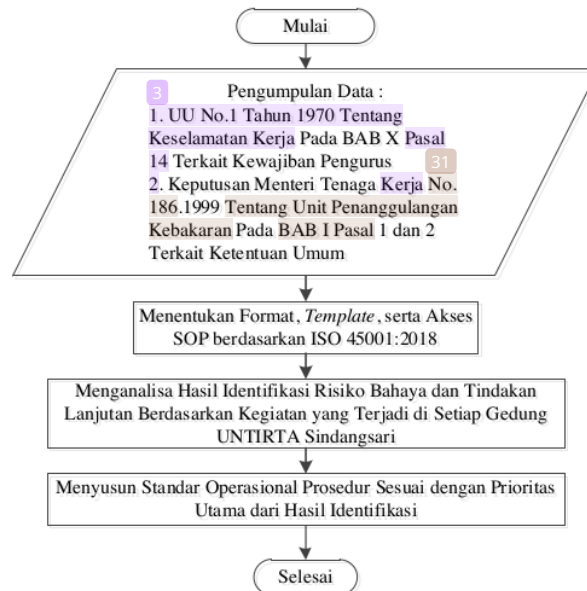 Mulai
3
Pengumpulan Data :
1. UU No.1 Tahun 1970 Tentang
Keselamatan Kerja Pada BAB X Pasal
14 Terkait Kewajiban Pengurus
31
2. Keputusan Menteri Tenaga Kerja No.
186.1999 Tentang Unit Penanggulangan
Kebakaran Pada BAB I Pasal 1 dan 2
Terkait Ketentuan Umum
Menentukan Format, Template, serta Akses
SOP berdasarkan ISO 45001:2018
Menganalisa Hasil Identifikasi Risiko Bahaya dan Tindakan
Lanjutan Berdasarkan Kegiatan yang Terjadi di Setiap Gedung
UNTIRTA Sindangsari
Menyusun Standar Operasional Prosedur Sesuai dengan Prioritas
Utama dari Hasil Identifikasi
Selesai